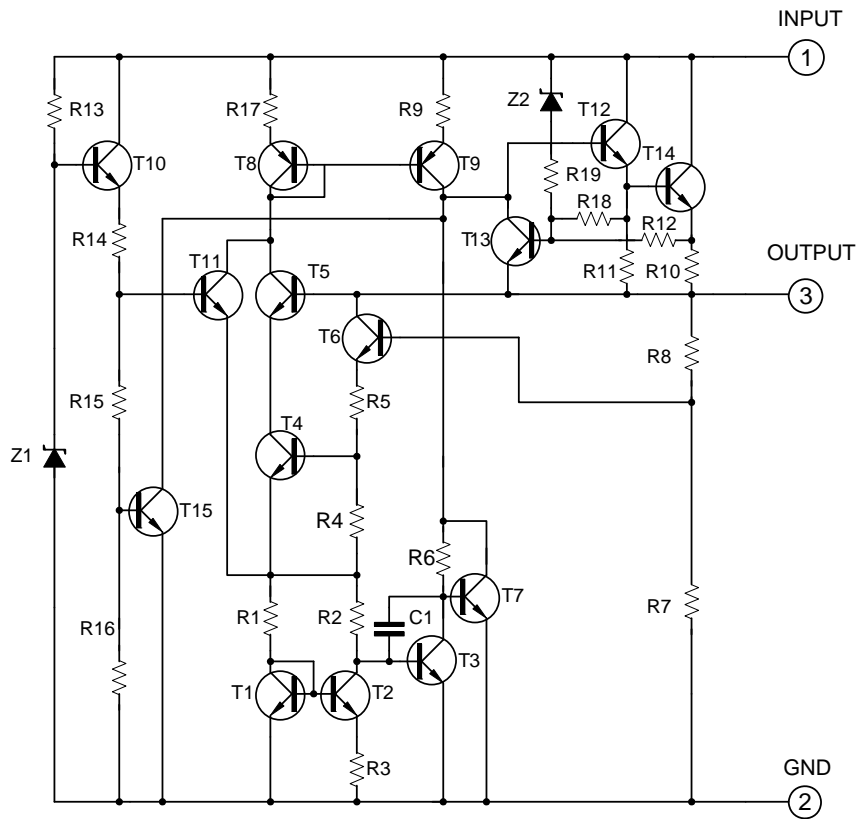 INPUT
1
R13
R17
R9
Z2
T12
T10
T8
T9
T14
R19
R18
R14
T13
R12
T11
T5
R11
R10
OUTPUT
3
T6
R8
R15
R5
T4
Z1
T15
R4
R6
T7
R7
R16
R1
R2
C1
T3
T1
T2
R3
GND
2